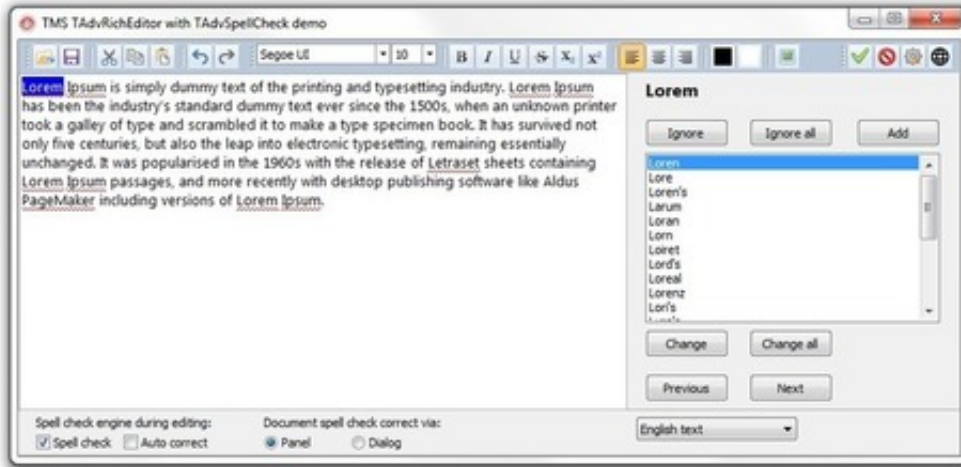 TMS TAdvRichEditor with TAdvSpellCheck demo
Segoe UI 10 B I U S X₂ X²
Lorem Ipsum is simply dummy text of the printing and typesetting industry. Lorem Ipsum
has been the industry's standard dummy text ever since the 1500s, when an unknown printer
took a galley of type and scrambled it to make a type specimen book. It has survived not
only five centuries, but also the leap into electronic typesetting, remaining essentially
unchanged. It was popularised in the 1960s with the release of Letraset sheets containing
Lorem Ipsum passages, and more recently with desktop publishing software like Aldus
PageMaker including versions of Lorem Ipsum.
Lorem
Ignore Ignore all Add
Loren
Lore
Loren's
Larum
Loran
Lorn
Loiret
Lord's
Loreal
Lorenz
Lori's
Change Change all
Previous Next
Spell check engine during editing: Document spell check correct via:
Spell check Auto correct Panel Dialog
English text